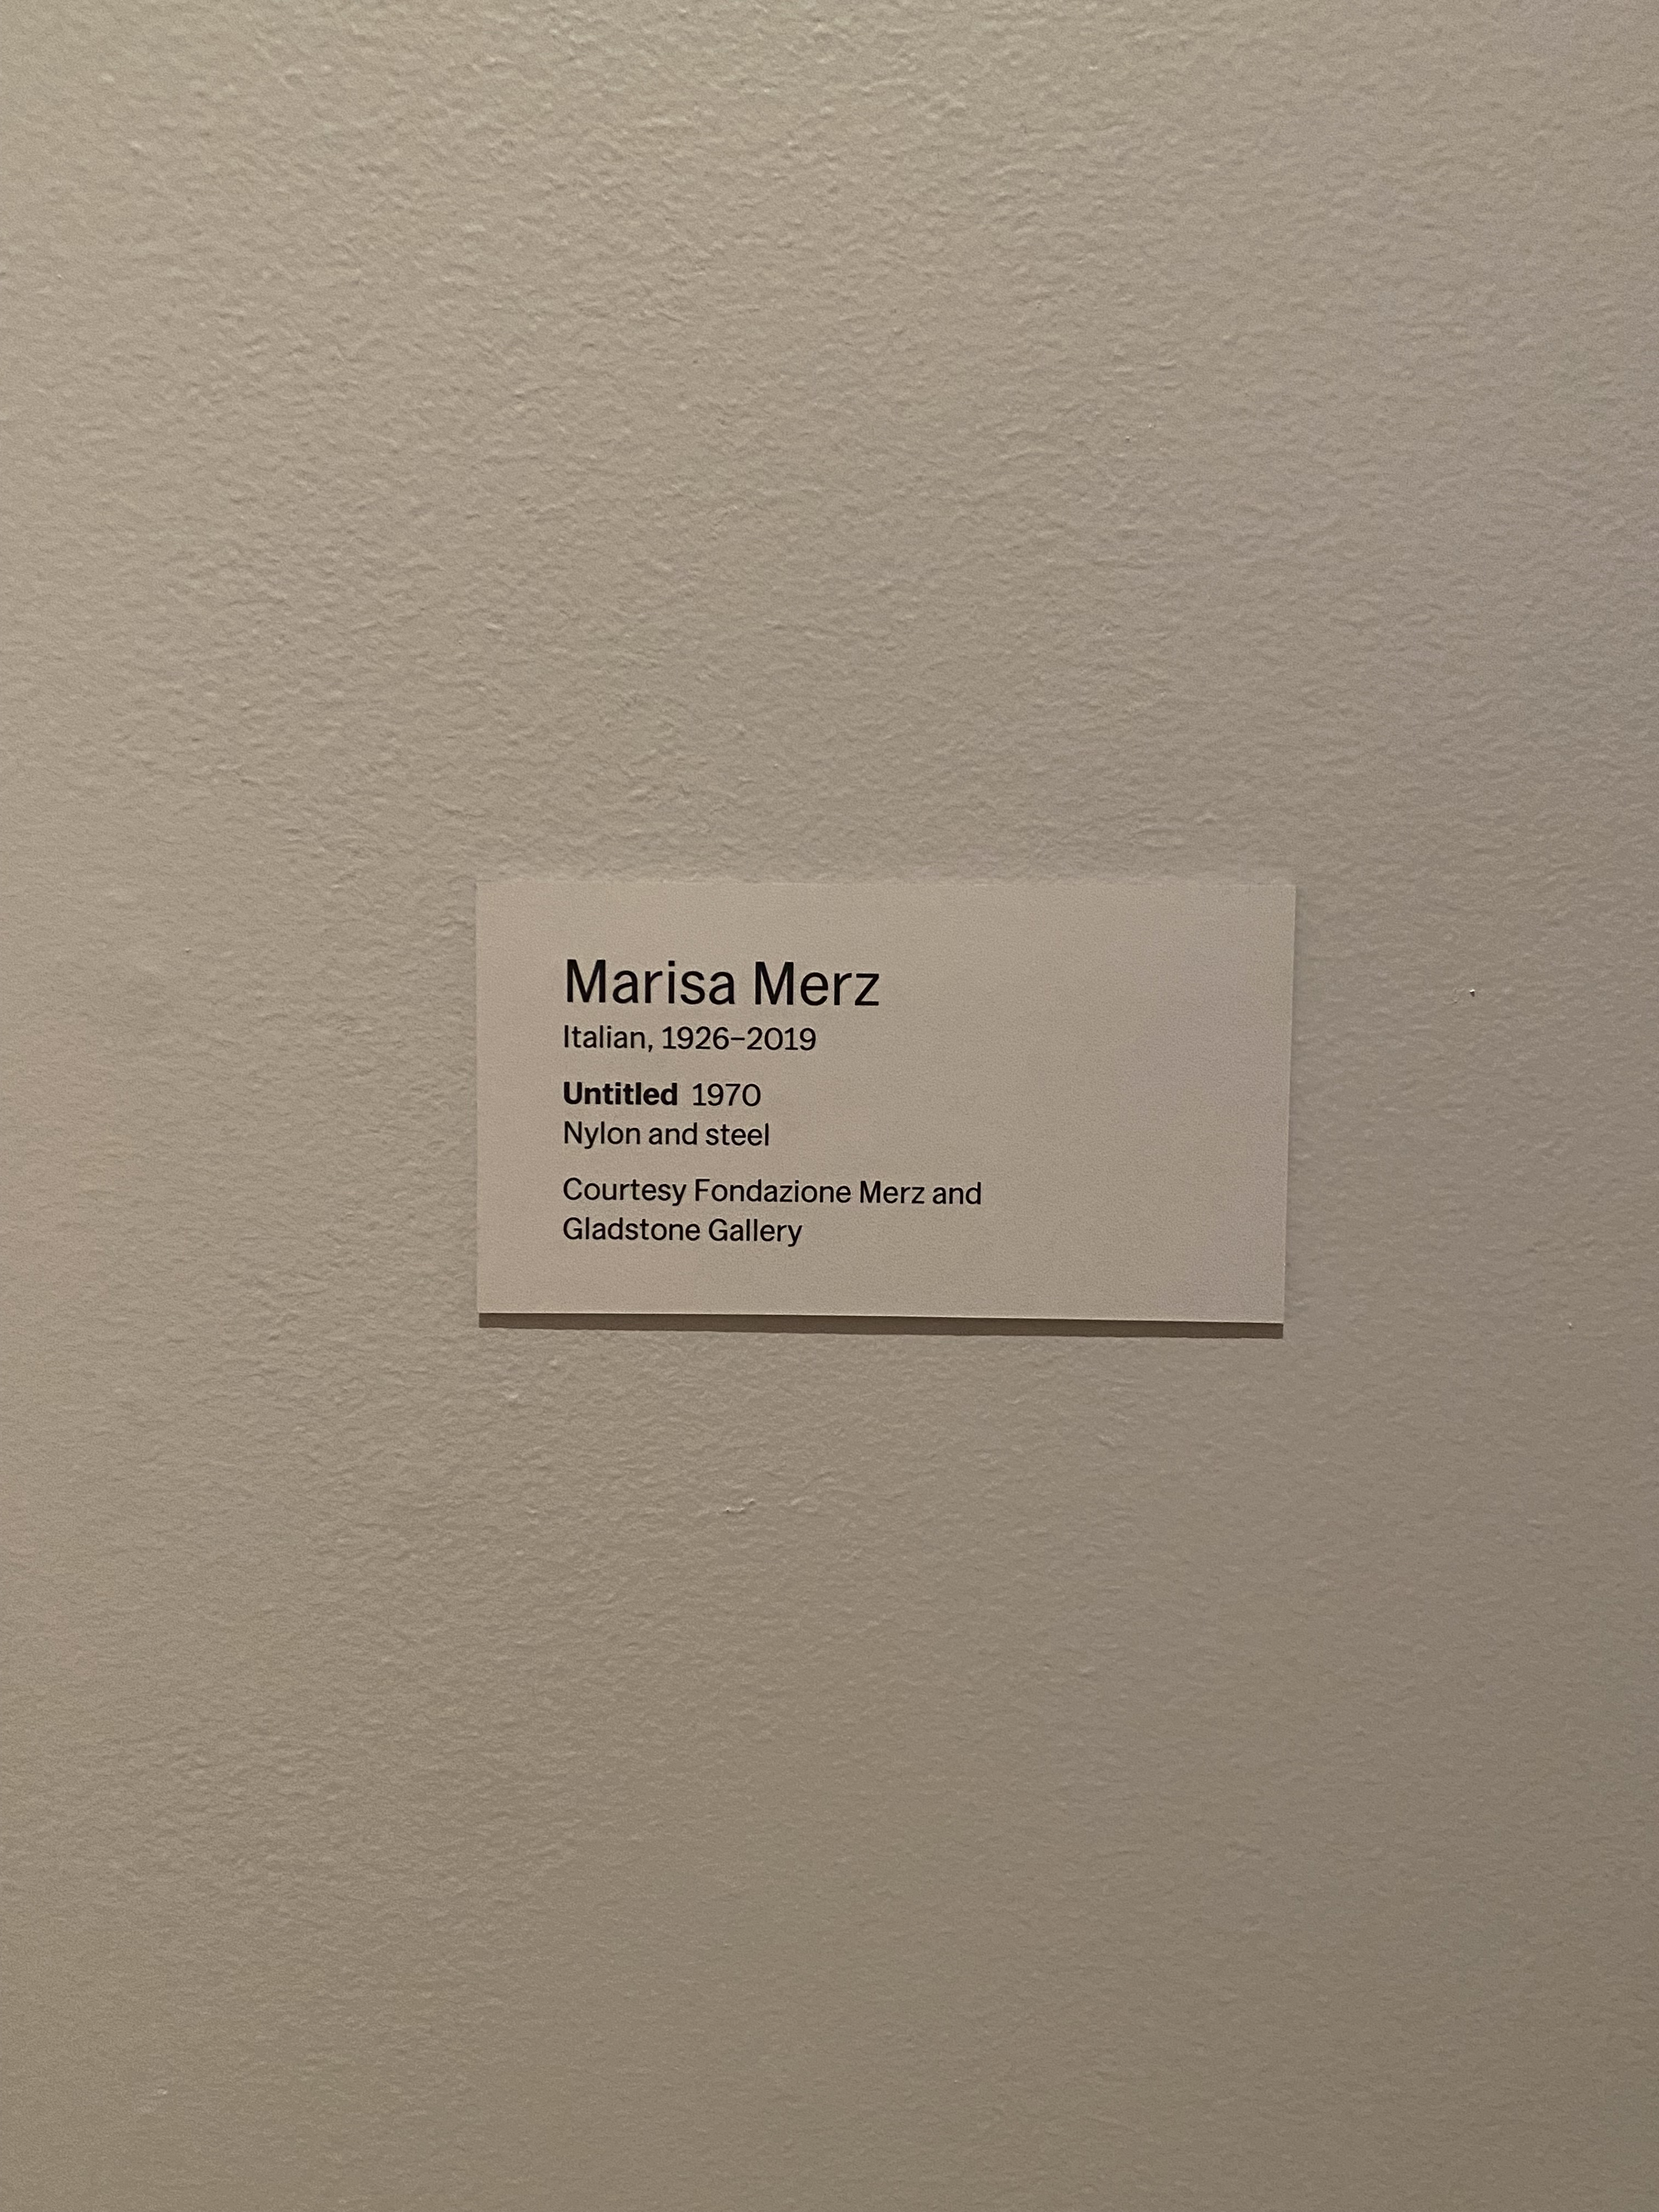 Marisa Merz
Italian, 1926–2019
Untitled 1970
Nylon and steel
Courtesy Fondazione Merz and
Gladstone Gallery